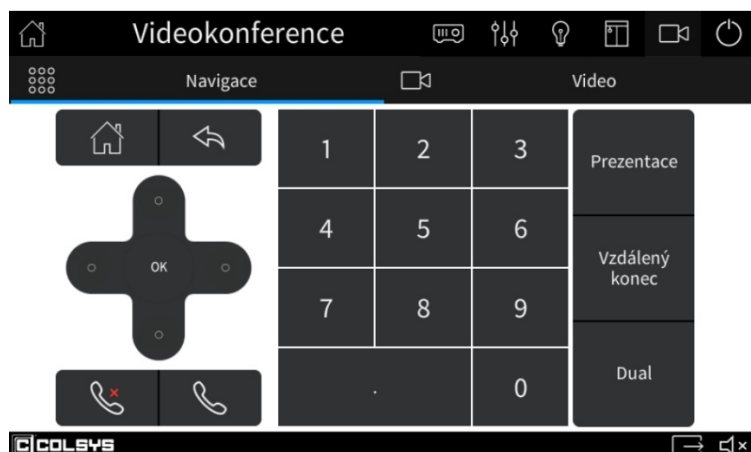 Videokonference
Navigace
Video
1 2 3
Prezentace
4 5 6
Vzdálený
konec
OK
7 8 9
Dual
. 0
COLSYS